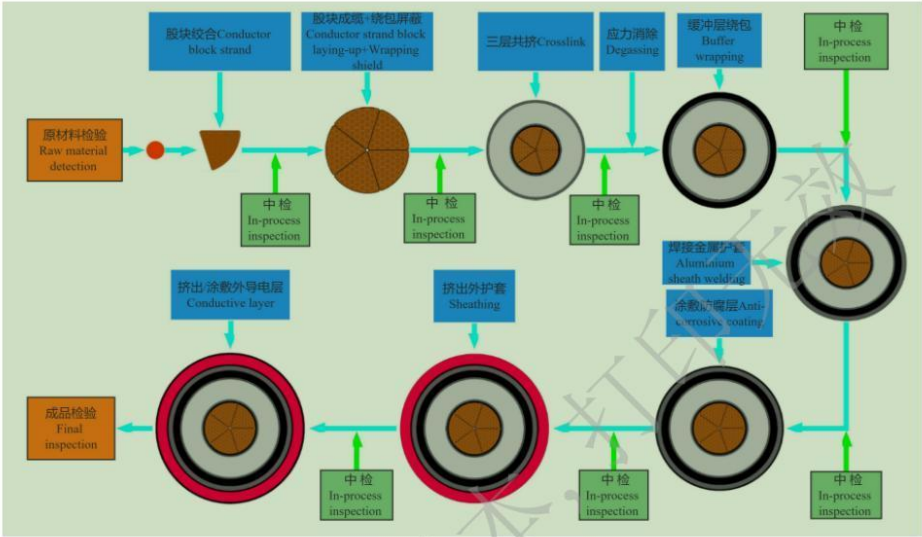 股块绞合Conductor
block strand
股块成缆+绕包屏蔽
Conductor strand block
laying-up+Wrapping
shield
三层共挤Crosslink
应力消除
Degassing
缓冲层绕包
Buffer
wrapping
中 检
In-process
inspection
原材料检验
Raw material
detection
中 检
In-process
inspection
中 检
In-process
inspection
中 检
In-process
inspection
焊接金属护套
Aluminium
sheath welding
涂敷防腐层Anti-
corrosive coating
挤出/涂敷外导电层
Conductive layer
挤出外护套
Sheathing
成品检验
Final
inspection
中 检
In-process
inspection
中 检
In-process
inspection
中 检
In-process
inspection
,打印无效